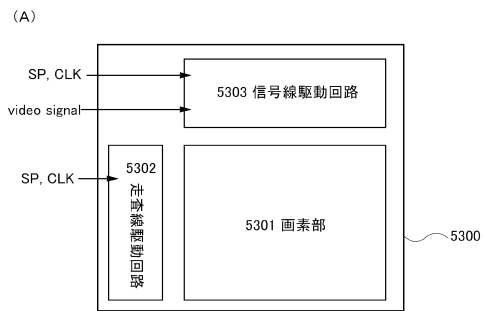 (A)
SP, CLK
5303 信号線駆動回路
video signal
5302
走査線駆動回路
SP, CLK
5301 画素部
5300